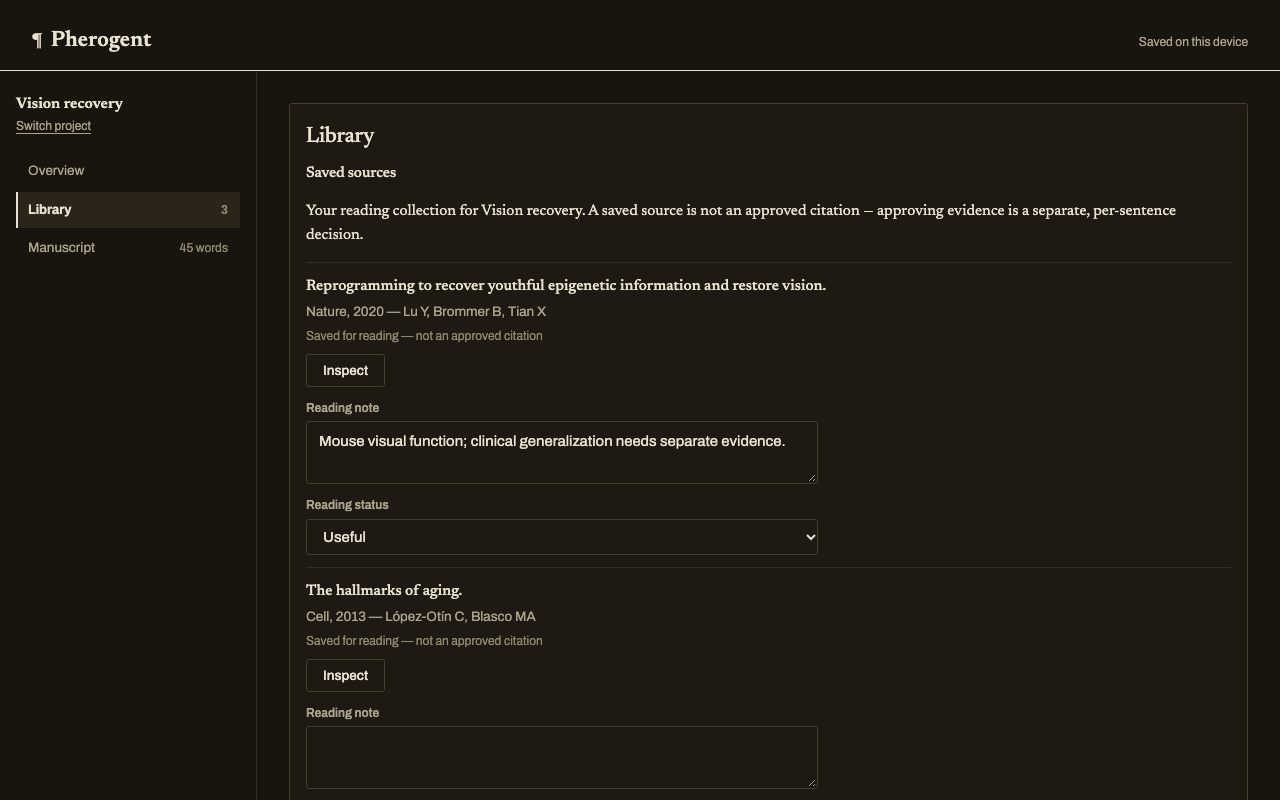 ¶ Pherogent
Saved on this device
Vision recovery
Switch project
Overview
Library 3
Manuscript 45 words
Library
Saved sources
Your reading collection for Vision recovery. A saved source is not an approved citation — approving evidence is a separate, per-sentence
decision.
Reprogramming to recover youthful epigenetic information and restore vision.
Nature, 2020 — Lu Y, Brommer B, Tian X
Saved for reading — not an approved citation
Inspect
Reading note
Mouse visual function; clinical generalization needs separate evidence.
Reading status
Useful
The hallmarks of aging.
Cell, 2013 — López-Otín C, Blasco MA
Saved for reading — not an approved citation
Inspect
Reading note